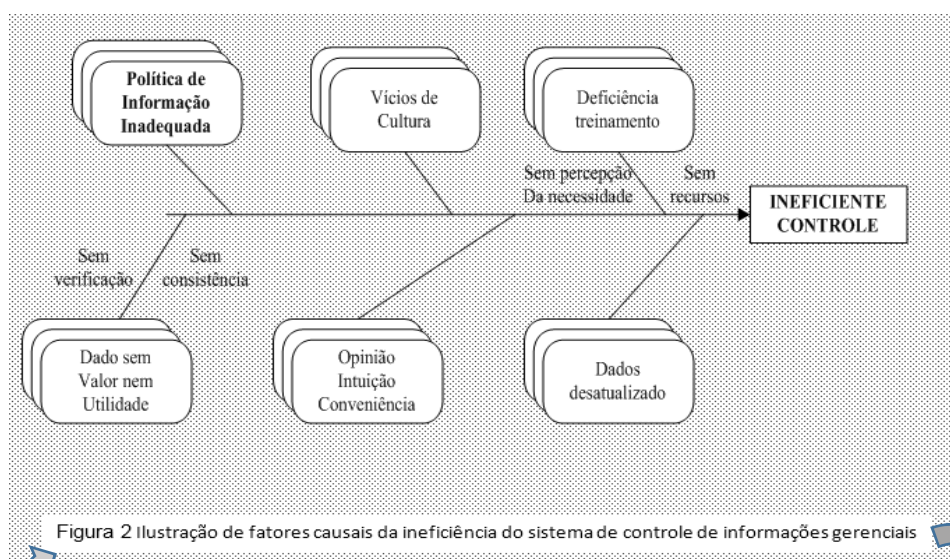 Política de
Informação
Inadequada
Vícios de
Cultura
Deficiência
treinamento
Sem percepção
Da necessidade
Sem
recursos
INEFICIENTE
CONTROLE
Sem
verificação
Sem
consistência
Dado sem
Valor nem
Utilidade
Opinião
Intuição
Conveniência
Dados
desatualizado
Figura 2 Ilustração de fatores causais da ineficiência do sistema de controle de informações gerenciais